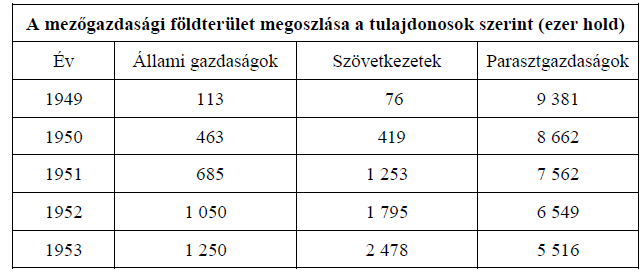 A mezőgazdasági földterület megoszlása a tulajdonosok szerint (ezer hold)
Év Állami gazdaságok Szövetkezetek Parasztgazdaságok
1949 113 76 9 381
1950 463 419 8 662
1951 685 1 253 7 562
1952 1 050 1 795 6 549
1953 1 250 2 478 5 516